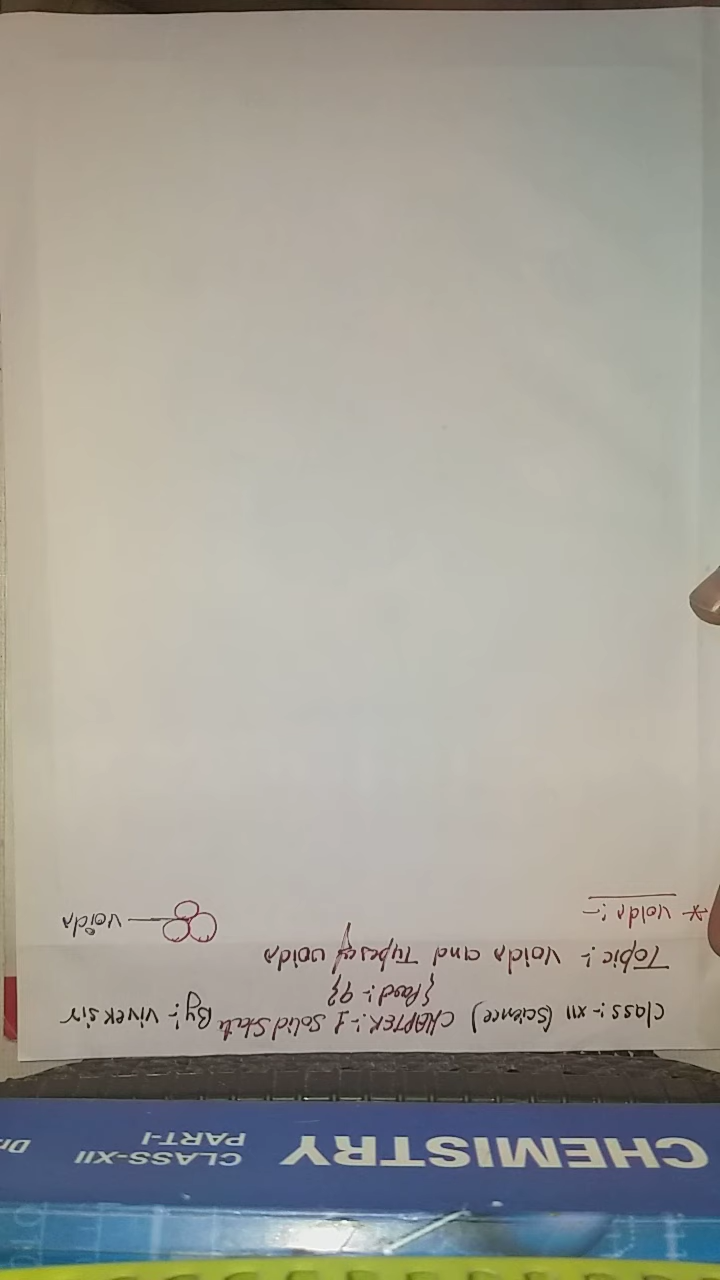 CHEMISTRY CLASS-XII
PART-I
Class :- XII (Science) CHAPTER :- 1 Solid State By :- Vivek sir
{Part :- 9}
Topic :- Voids and Types of voids
* Voids :-
voids